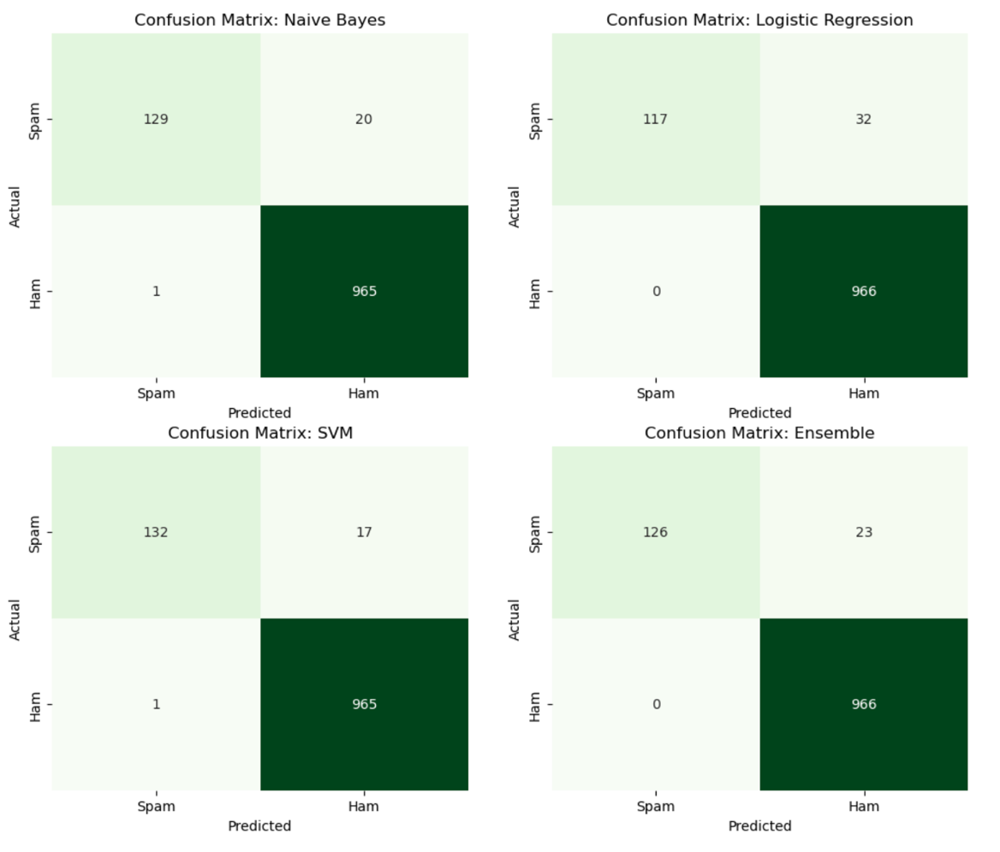 Confusion Matrix: Naive Bayes
Actual
Spam
129
20
Ham
1
965
Spam
Ham
Predicted
Confusion Matrix: Logistic Regression
Actual
Spam
117
32
Ham
0
966
Spam
Ham
Predicted
Confusion Matrix: SVM
Actual
Spam
132
17
Ham
1
965
Spam
Ham
Predicted
Confusion Matrix: Ensemble
Actual
Spam
126
23
Ham
0
966
Spam
Ham
Predicted